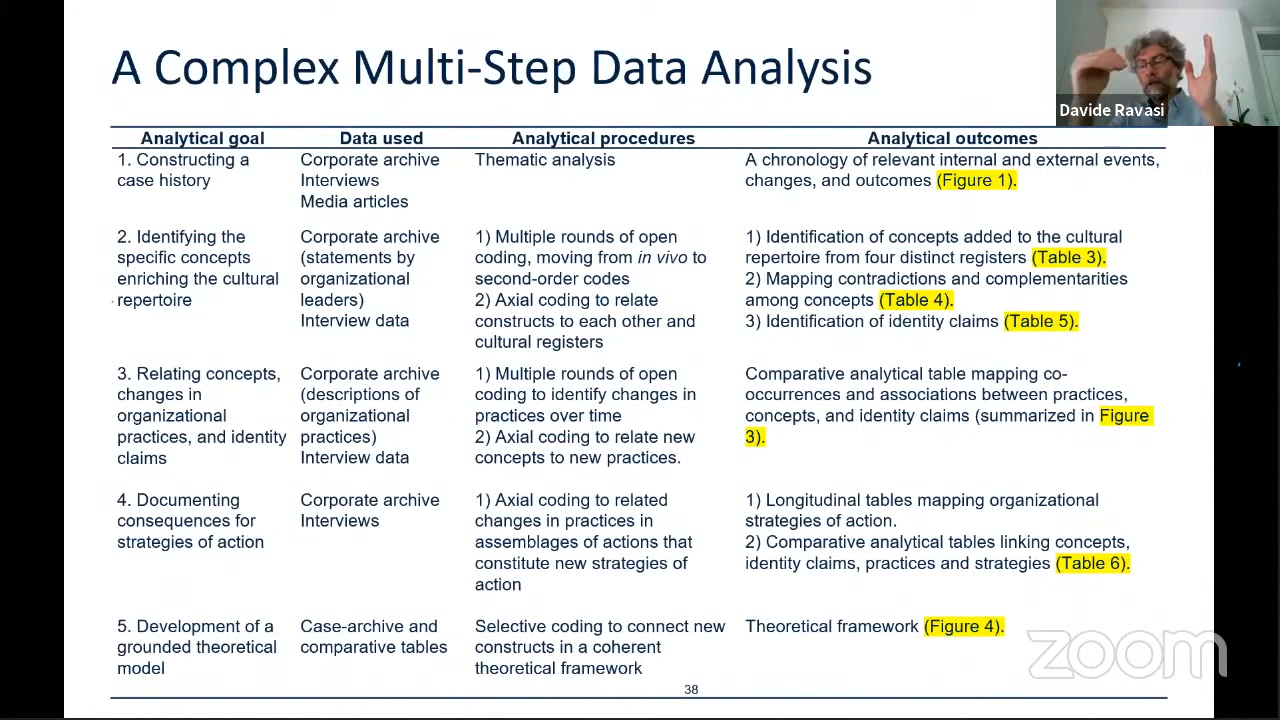 A Complex Multi-Step Data Analysis
Davide Ravasi
Analytical goal Data used Analytical procedures Analytical outcomes
1. Constructing a
case history
Corporate archive
Interviews
Media articles
Thematic analysis
A chronology of relevant internal and external events,
changes, and outcomes (Figure 1).
2. Identifying the
specific concepts
enriching the cultural
repertoire
Corporate archive
(statements by
organizational
leaders)
Interview data
1) Multiple rounds of open
coding, moving from in vivo to
second-order codes
2) Axial coding to relate
constructs to each other and
cultural registers
1) Identification of concepts added to the cultural
repertoire from four distinct registers (Table 3).
2) Mapping contradictions and complementarities
among concepts (Table 4).
3) Identification of identity claims (Table 5).
3. Relating concepts,
changes in
organizational
practices, and identity
claims
Corporate archive
(descriptions of
organizational
practices)
Interview data
1) Multiple rounds of open
coding to identify changes in
practices over time
2) Axial coding to relate new
concepts to new practices.
Comparative analytical table mapping co-
occurrences and associations between practices,
concepts, and identity claims (summarized in Figure
3).
4. Documenting
consequences for
strategies of action
Corporate archive
Interviews
1) Axial coding to related
changes in practices in
assemblages of actions that
constitute new strategies of
action
1) Longitudinal tables mapping organizational
strategies of action.
2) Comparative analytical tables linking concepts,
identity claims, practices and strategies (Table 6).
5. Development of a
grounded theoretical
model
Case-archive and
comparative tables
Selective coding to connect new
constructs in a coherent
theoretical framework
Theoretical framework (Figure 4).
zoom
38